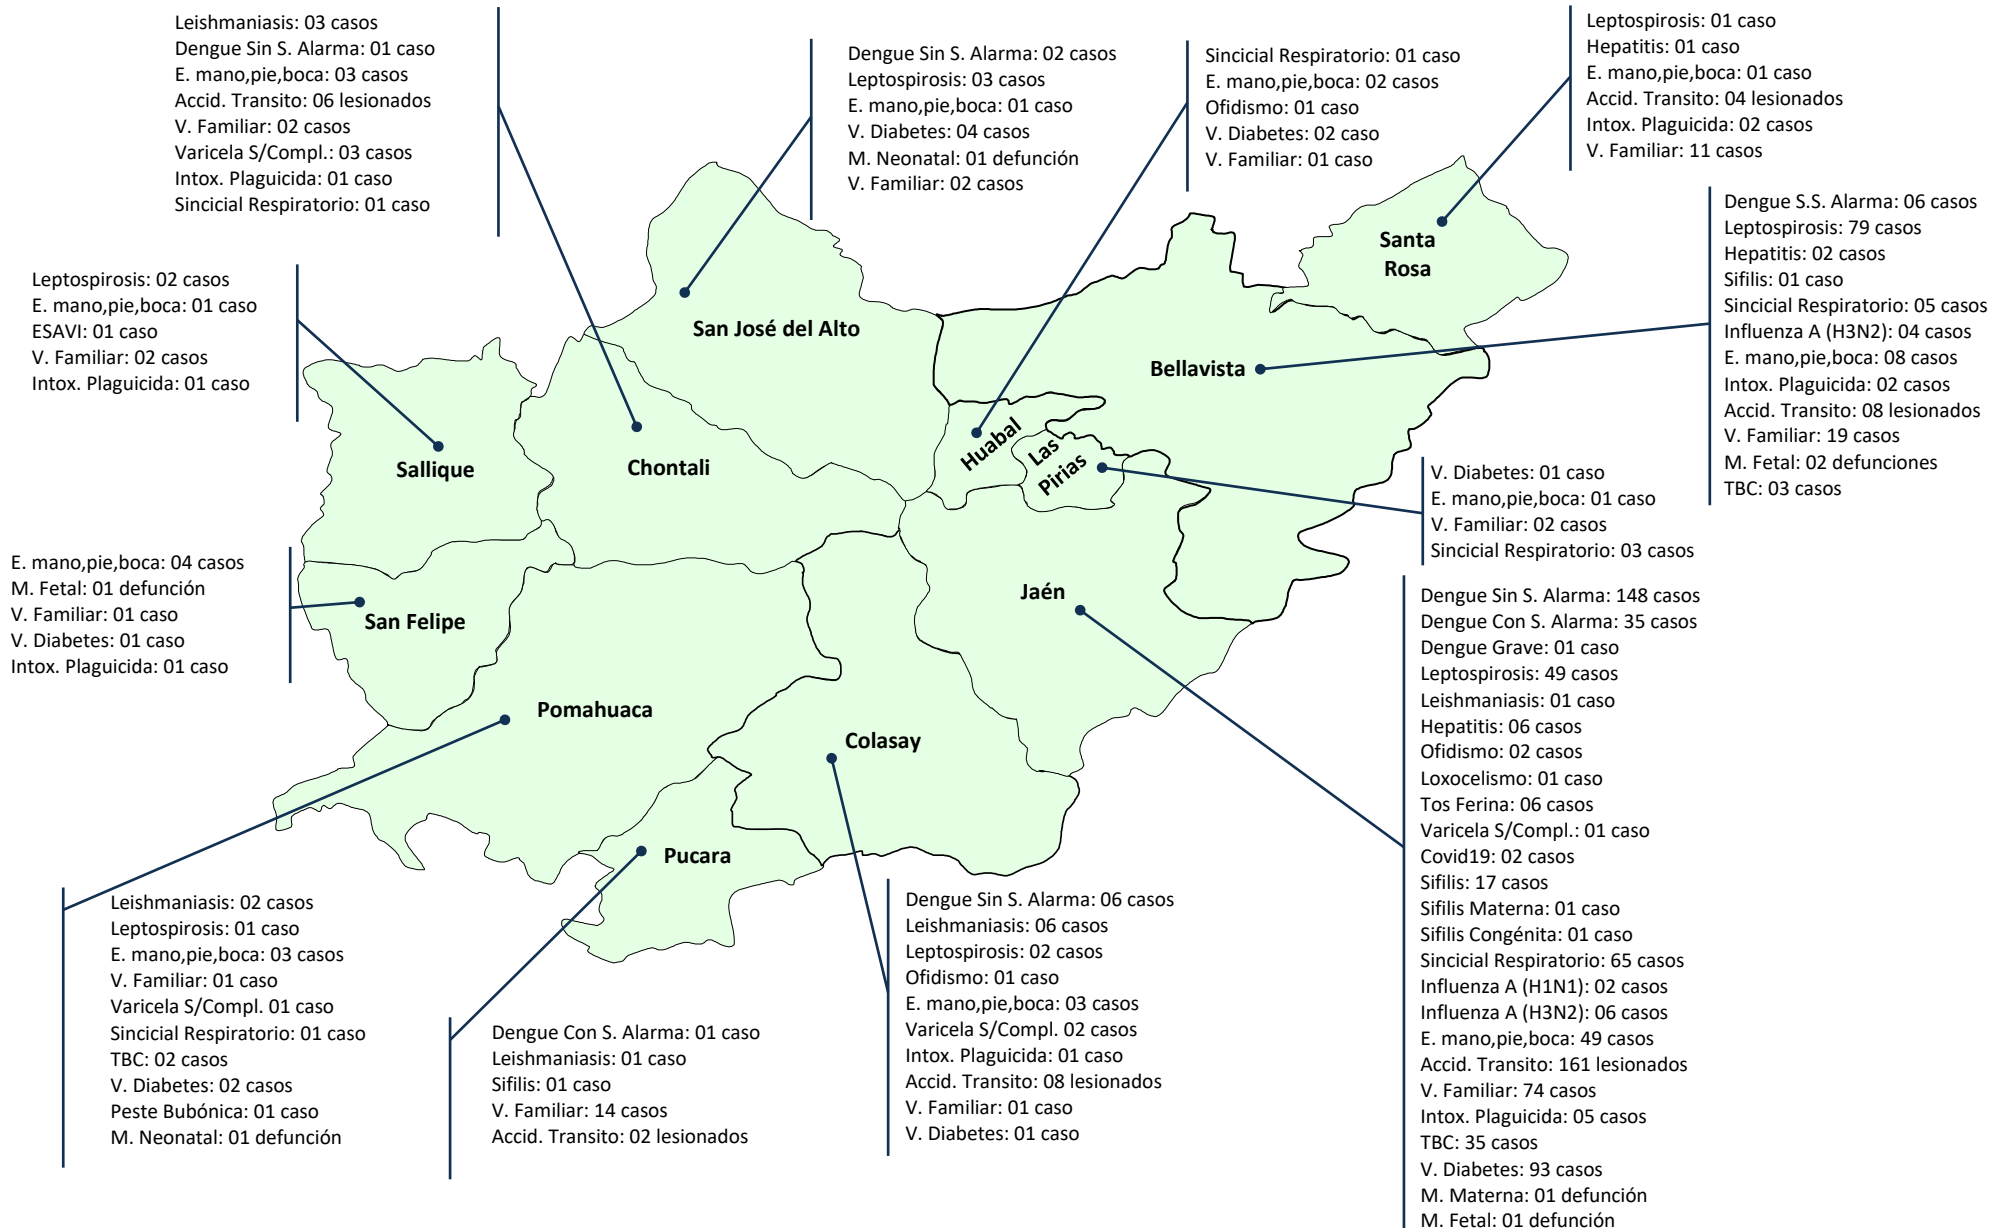 Leishmaniasis: 03 casos
Dengue Sin S. Alarma: 01 caso
E. mano,pie,boca: 03 casos
Accid. Transito: 06 lesionados
V. Familiar: 02 casos
Varicela S/Compl.: 03 casos
Intox. Plaguicida: 01 caso
Sincicial Respiratorio: 01 caso
Dengue Sin S. Alarma: 02 casos
Leptospirosis: 03 casos
E. mano,pie,boca: 01 caso
V. Diabetes: 04 casos
M. Neonatal: 01 defunción
V. Familiar: 02 casos
Sincicial Respiratorio: 01 caso
E. mano,pie,boca: 02 casos
Ofidismo: 01 caso
V. Diabetes: 02 caso
V. Familiar: 01 caso
Leptospirosis: 01 caso
Hepatitis: 01 caso
E. mano,pie,boca: 01 caso
Accid. Transito: 04 lesionados
Intox. Plaguicida: 02 casos
V. Familiar: 11 casos
Dengue S.S. Alarma: 06 casos
Leptospirosis: 79 casos
Hepatitis: 02 casos
Sifilis: 01 caso
Sincicial Respiratorio: 05 casos
Influenza A (H3N2): 04 casos
E. mano,pie,boca: 08 casos
Intox. Plaguicida: 02 casos
Accid. Transito: 08 lesionados
V. Familiar: 19 casos
M. Fetal: 02 defunciones
TBC: 03 casos
Leptospirosis: 02 casos
E. mano,pie,boca: 01 caso
ESAVI: 01 caso
V. Familiar: 02 casos
Intox. Plaguicida: 01 caso
Santa
Rosa
San José del Alto
Bellavista
Sallique
Chontali
Huabal
Las
Pirias
V. Diabetes: 01 caso
E. mano,pie,boca: 01 caso
V. Familiar: 02 casos
Sincicial Respiratorio: 03 casos
E. mano,pie,boca: 04 casos
M. Fetal: 01 defunción
V. Familiar: 01 caso
V. Diabetes: 01 caso
Intox. Plaguicida: 01 caso
San Felipe
Jaén
Pomahuaca
Colasay
Pucara
Dengue Sin S. Alarma: 148 casos
Dengue Con S. Alarma: 35 casos
Dengue Grave: 01 caso
Leptospirosis: 49 casos
Leishmaniasis: 01 caso
Hepatitis: 06 casos
Ofidismo: 02 casos
Loxocelismo: 01 caso
Tos Ferina: 06 casos
Varicela S/Compl.: 01 caso
Covid19: 02 casos
Sifilis: 17 casos
Sifilis Materna: 01 caso
Sifilis Congénita: 01 caso
Sincicial Respiratorio: 65 casos
Influenza A (H1N1): 02 casos
Influenza A (H3N2): 06 casos
E. mano,pie,boca: 49 casos
Accid. Transito: 161 lesionados
V. Familiar: 74 casos
Intox. Plaguicida: 05 casos
TBC: 35 casos
V. Diabetes: 93 casos
M. Materna: 01 defunción
M. Fetal: 01 defunción
Leishmaniasis: 02 casos
Leptospirosis: 01 caso
E. mano,pie,boca: 03 casos
V. Familiar: 01 caso
Varicela S/Compl. 01 caso
Sincicial Respiratorio: 01 caso
TBC: 02 casos
V. Diabetes: 02 casos
Peste Bubónica: 01 caso
M. Neonatal: 01 defunción
Dengue Con S. Alarma: 01 caso
Leishmaniasis: 01 caso
Sifilis: 01 caso
V. Familiar: 14 casos
Accid. Transito: 02 lesionados
Dengue Sin S. Alarma: 06 casos
Leishmaniasis: 06 casos
Leptospirosis: 02 casos
Ofidismo: 01 caso
E. mano,pie,boca: 03 casos
Varicela S/Compl. 02 casos
Intox. Plaguicida: 01 caso
Accid. Transito: 08 lesionados
V. Familiar: 01 caso
V. Diabetes: 01 caso